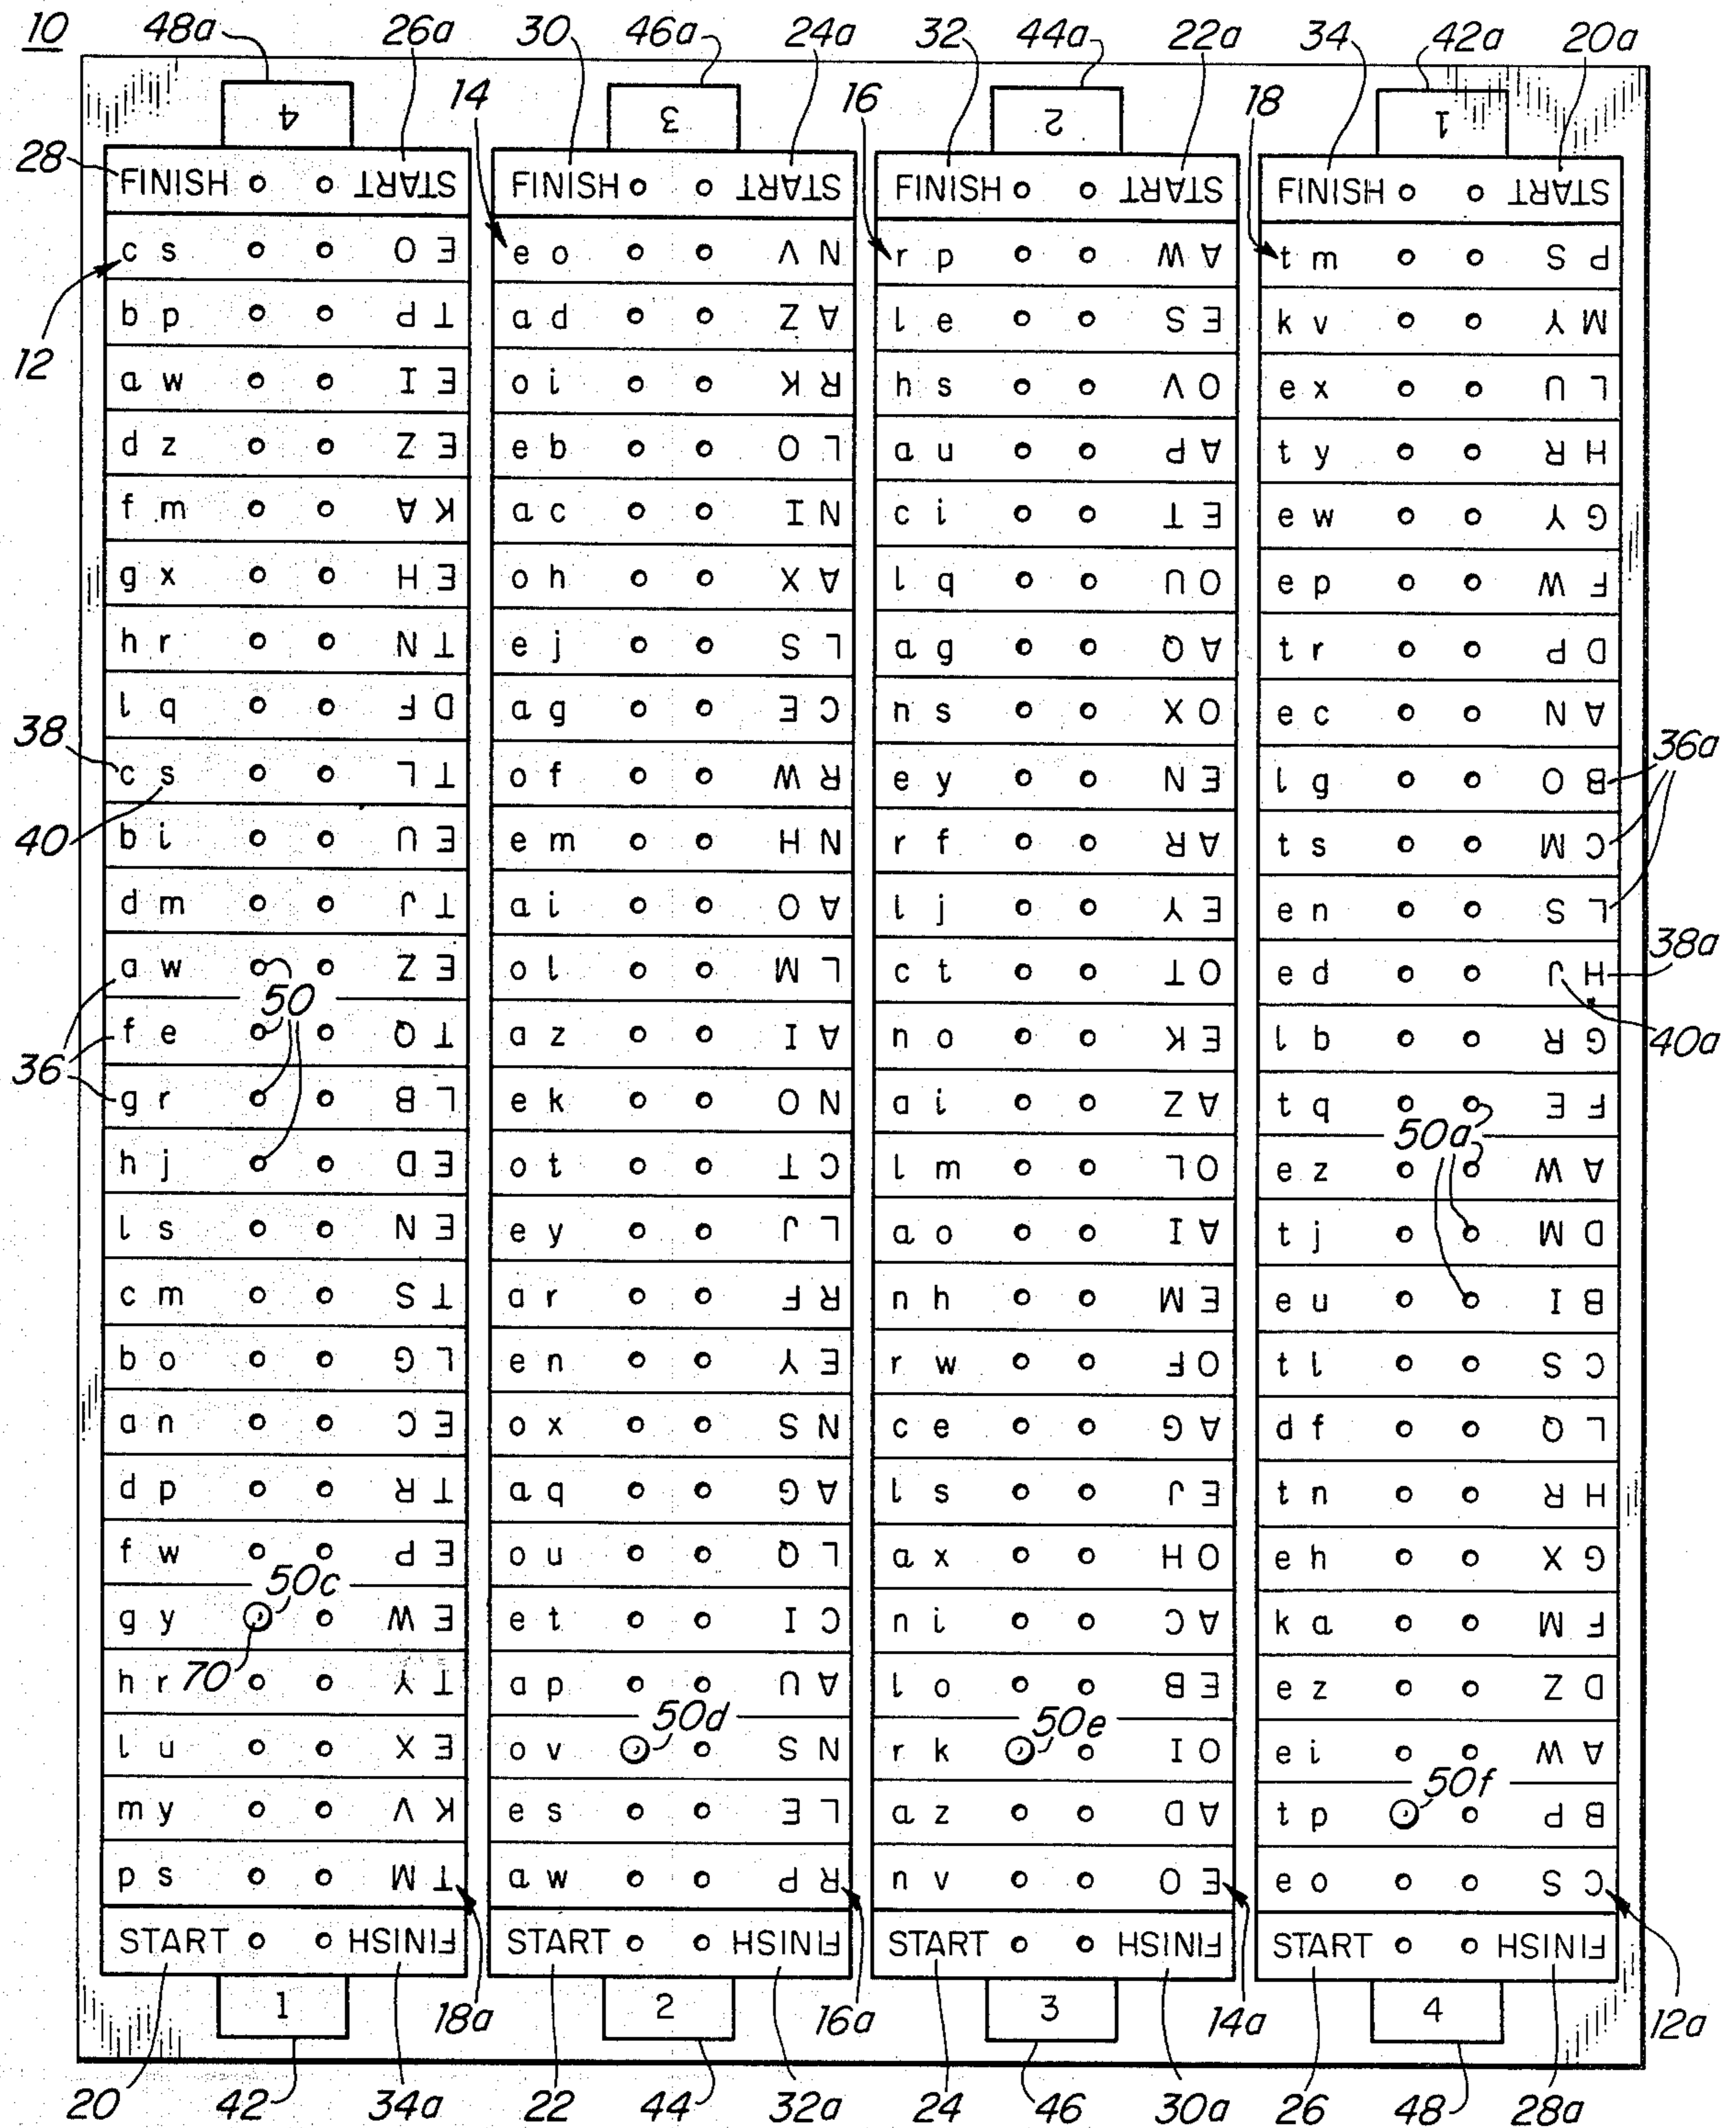 10 48a 26a 30 46a 24a 32 44a 22a 34 42a 20a
14 16 18
4 3 2 1
28 FINISH START FINISH START FINISH START FINISH START
c s E O e o N V r p A W t m P S
12 b p T P a d A Z l e E S k v M Y
a w E I o i R K h s O V e x L U
d z E Z e b L O a u A P t y H R
f m K A a c N I c i E T e w G Y
g x E H o h A X l q O U e p F W
h r T N e j L S a g A Q t r D P
l q D F a g C E n s O X e c A N
38 c s T L o f R W e y E N l g B O 36a
40 b i E U e m N H r f A R t s C M
d m T J a i A O l j E Y e n L S
a w E Z o l L M c t O T e d H J 38a
50
36 f e T Q a z A I n o E K l b G R 40a
g r L B e k N O a i A Z t q F E
50a
h j E D o t C T l m O L e z A W
l s E N e y L J a o A I t j D M
c m T S a r R F n h E M e u B I
b o L G e n E Y r w O F t l C S
a n E C o x N S c e A G d f L Q
d p T R a q A G l s E J t n H R
f w E P o u L Q a x O H e h G X
50c
g y E W e t C I n i A C k a F M
h r 70 T Y a p A U l o E B e z D Z
50d 50e
l u E X o v N S r k O I e i A W
50f
m y K V e s L E a z A D t p B P
p s T M a w R P n v E O e o C S
START FINISH START FINISH START FINISH START FINISH
1 18a 2 16a 3 14a 4 12a
20 42 34a 22 44 32a 24 46 30a 26 48 28a